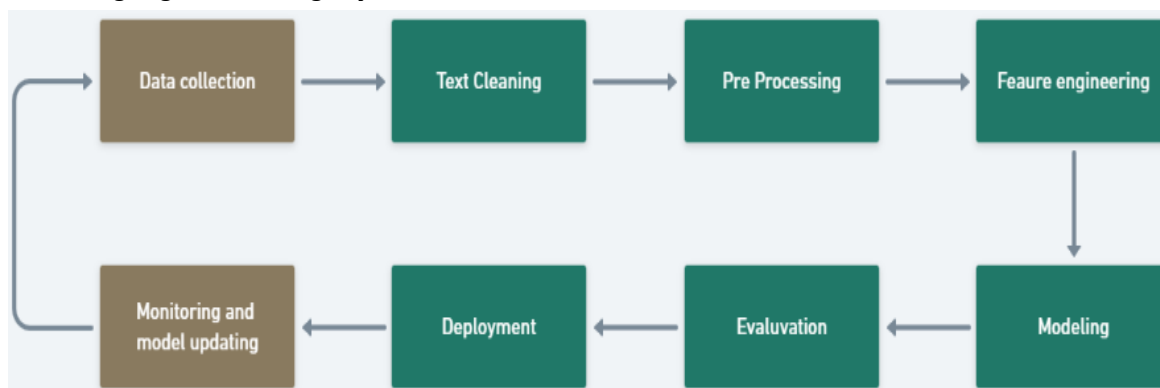 Data collection
Text Cleaning
Pre Processing
Feaure engineering
Monitoring and
model updating
Deployment
Evaluvation
Modeling